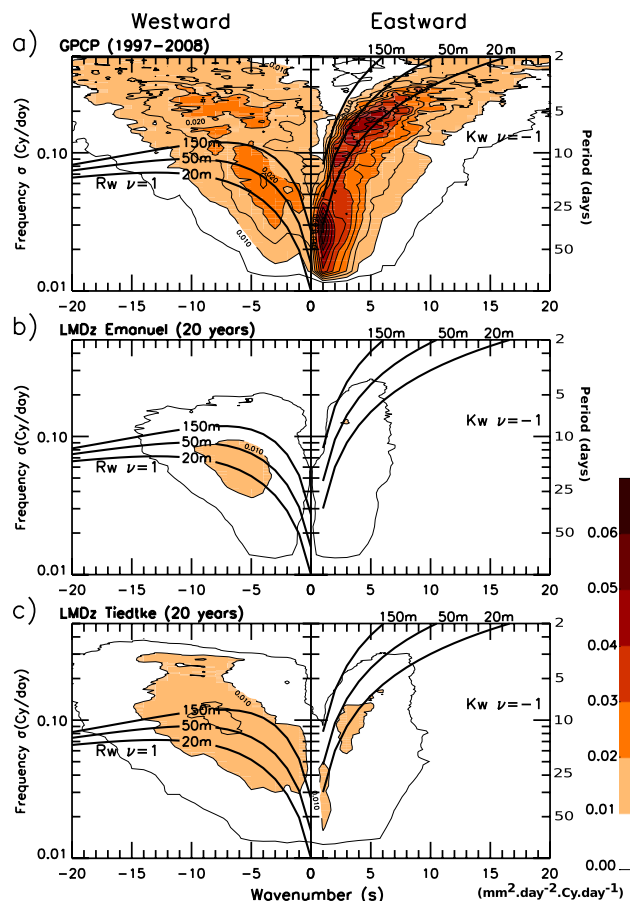 Westward Eastward
a) GPCP (1997−2008) 150m 50m 20m
0.010
0.020
150m
50m
20m
Rw ν=1
0.020
0.010
Kw ν=−1
Frequency σ (Cy/day)
0.10
0.01
2
5
10
25
50
Period (days)
−20 −15 −10 −5 0 5 10 15 20
b) LMDz Emanuel (20 years) 150m 50m 20m
150m
50m
20m
Rw ν=1
0.010
Kw ν=−1
Frequency σ(Cy/day)
0.10
0.01
2
5
10
25
50
Period (days)
−20 −15 −10 −5 0 5 10 15 20
c) LMDz Tiedtke (20 years) 150m 50m 20m
0.010
150m
50m
20m
Rw ν=1
0.010
Kw ν=−1
Frequency σ(Cy/day)
0.10
0.01
2
5
10
25
50
−20 −15 −10 −5 0 5 10 15 20
Wavenumber (s)
0.06
0.05
0.04
0.03
0.02
0.01
0.00
(mm².day⁻².Cy.day⁻¹)